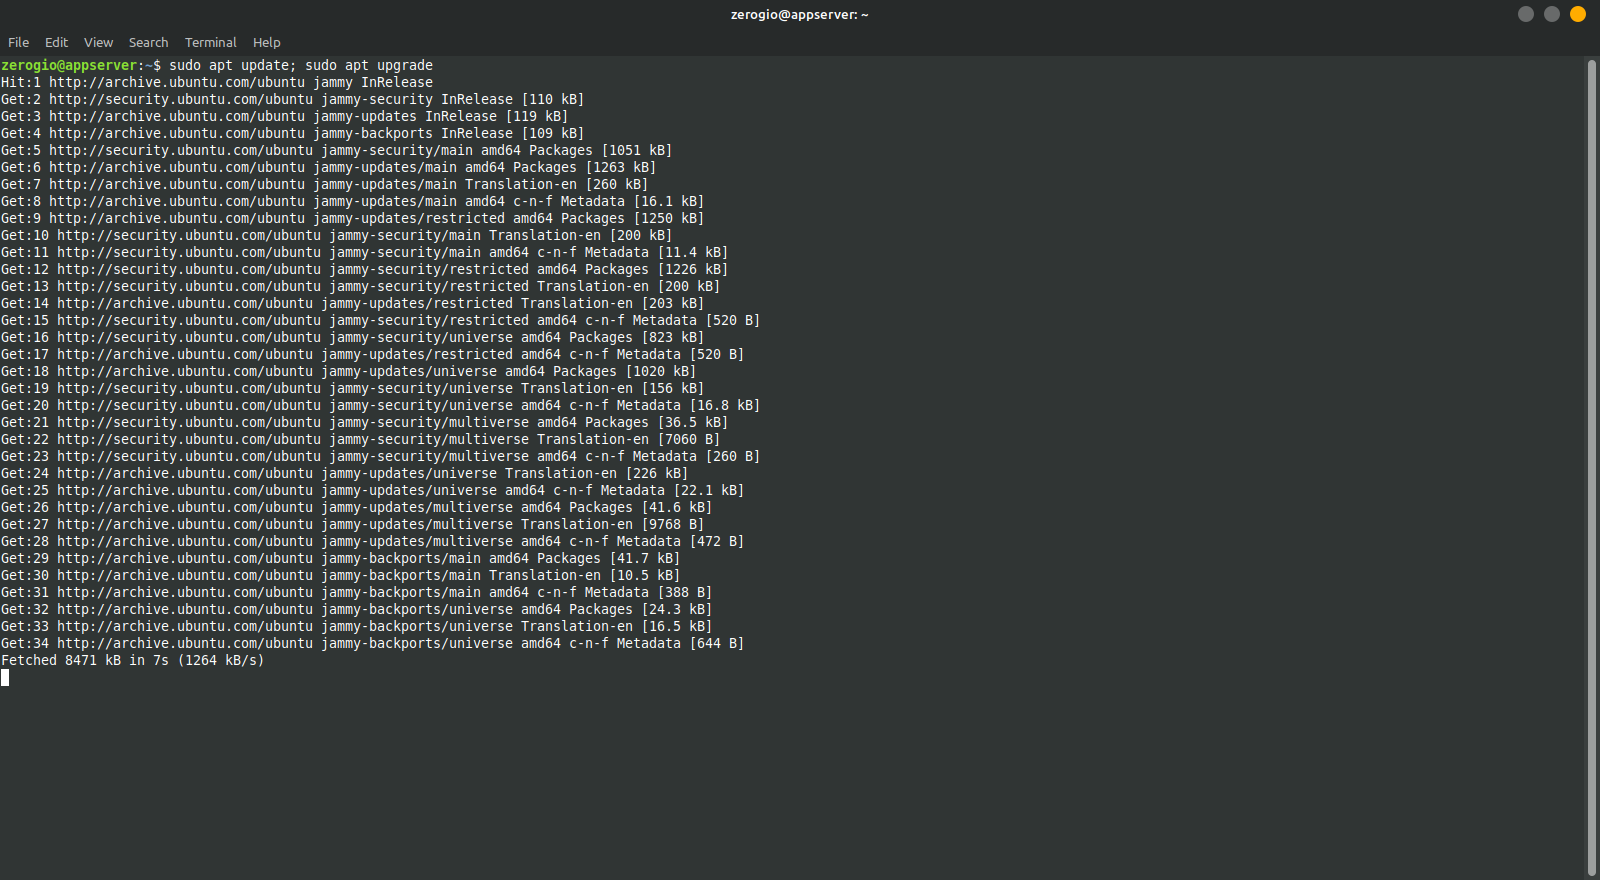 zerogio@appserver: ~
File Edit View Search Terminal Help
zerogio@appserver:~$ sudo apt update; sudo apt upgrade
Hit:1 http://archive.ubuntu.com/ubuntu jammy InRelease
Get:2 http://security.ubuntu.com/ubuntu jammy-security InRelease [110 kB]
Get:3 http://archive.ubuntu.com/ubuntu jammy-updates InRelease [119 kB]
Get:4 http://archive.ubuntu.com/ubuntu jammy-backports InRelease [109 kB]
Get:5 http://security.ubuntu.com/ubuntu jammy-security/main amd64 Packages [1051 kB]
Get:6 http://archive.ubuntu.com/ubuntu jammy-updates/main amd64 Packages [1263 kB]
Get:7 http://archive.ubuntu.com/ubuntu jammy-updates/main Translation-en [260 kB]
Get:8 http://archive.ubuntu.com/ubuntu jammy-updates/main amd64 c-n-f Metadata [16.1 kB]
Get:9 http://archive.ubuntu.com/ubuntu jammy-updates/restricted amd64 Packages [1250 kB]
Get:10 http://security.ubuntu.com/ubuntu jammy-security/main Translation-en [200 kB]
Get:11 http://security.ubuntu.com/ubuntu jammy-security/main amd64 c-n-f Metadata [11.4 kB]
Get:12 http://security.ubuntu.com/ubuntu jammy-security/restricted amd64 Packages [1226 kB]
Get:13 http://security.ubuntu.com/ubuntu jammy-security/restricted Translation-en [200 kB]
Get:14 http://archive.ubuntu.com/ubuntu jammy-updates/restricted Translation-en [203 kB]
Get:15 http://security.ubuntu.com/ubuntu jammy-security/restricted amd64 c-n-f Metadata [520 B]
Get:16 http://security.ubuntu.com/ubuntu jammy-security/universe amd64 Packages [823 kB]
Get:17 http://archive.ubuntu.com/ubuntu jammy-updates/restricted amd64 c-n-f Metadata [520 B]
Get:18 http://archive.ubuntu.com/ubuntu jammy-updates/universe amd64 Packages [1020 kB]
Get:19 http://security.ubuntu.com/ubuntu jammy-security/universe Translation-en [156 kB]
Get:20 http://security.ubuntu.com/ubuntu jammy-security/universe amd64 c-n-f Metadata [16.8 kB]
Get:21 http://security.ubuntu.com/ubuntu jammy-security/multiverse amd64 Packages [36.5 kB]
Get:22 http://security.ubuntu.com/ubuntu jammy-security/multiverse Translation-en [7060 B]
Get:23 http://security.ubuntu.com/ubuntu jammy-security/multiverse amd64 c-n-f Metadata [260 B]
Get:24 http://archive.ubuntu.com/ubuntu jammy-updates/universe Translation-en [226 kB]
Get:25 http://archive.ubuntu.com/ubuntu jammy-updates/universe amd64 c-n-f Metadata [22.1 kB]
Get:26 http://archive.ubuntu.com/ubuntu jammy-updates/multiverse amd64 Packages [41.6 kB]
Get:27 http://archive.ubuntu.com/ubuntu jammy-updates/multiverse Translation-en [9768 B]
Get:28 http://archive.ubuntu.com/ubuntu jammy-updates/multiverse amd64 c-n-f Metadata [472 B]
Get:29 http://archive.ubuntu.com/ubuntu jammy-backports/main amd64 Packages [41.7 kB]
Get:30 http://archive.ubuntu.com/ubuntu jammy-backports/main Translation-en [10.5 kB]
Get:31 http://archive.ubuntu.com/ubuntu jammy-backports/main amd64 c-n-f Metadata [388 B]
Get:32 http://archive.ubuntu.com/ubuntu jammy-backports/universe amd64 Packages [24.3 kB]
Get:33 http://archive.ubuntu.com/ubuntu jammy-backports/universe Translation-en [16.5 kB]
Get:34 http://archive.ubuntu.com/ubuntu jammy-backports/universe amd64 c-n-f Metadata [644 B]
Fetched 8471 kB in 7s (1264 kB/s)